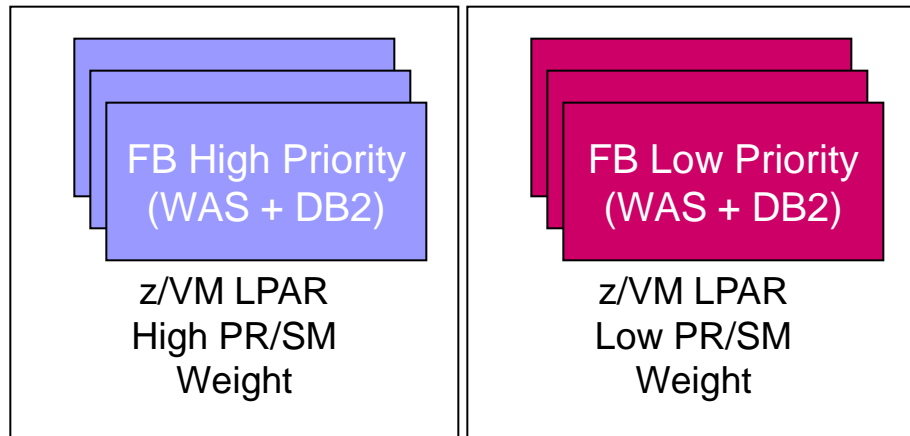 FB High Priority
(WAS + DB2)
z/VM LPAR
High PR/SM
Weight
FB Low Priority
(WAS + DB2)
z/VM LPAR
Low PR/SM
Weight